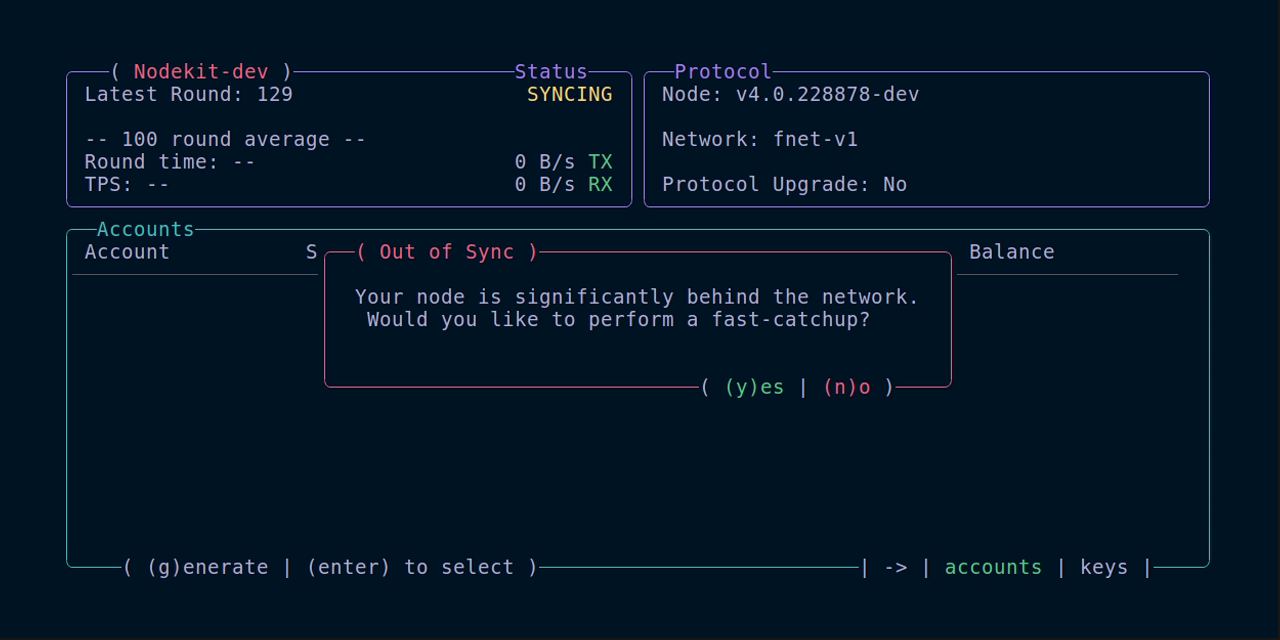 ( Nodekit-dev ) Status
Latest Round: 129 SYNCING
-- 100 round average --
Round time: -- 0 B/s TX
TPS: -- 0 B/s RX
Protocol
Node: v4.0.228878-dev
Network: fnet-v1
Protocol Upgrade: No
Accounts
Account S Balance
( Out of Sync )
Your node is significantly behind the network.
Would you like to perform a fast-catchup?
( (y)es | (n)o )
( (g)enerate | (enter) to select ) | -> | accounts | keys |